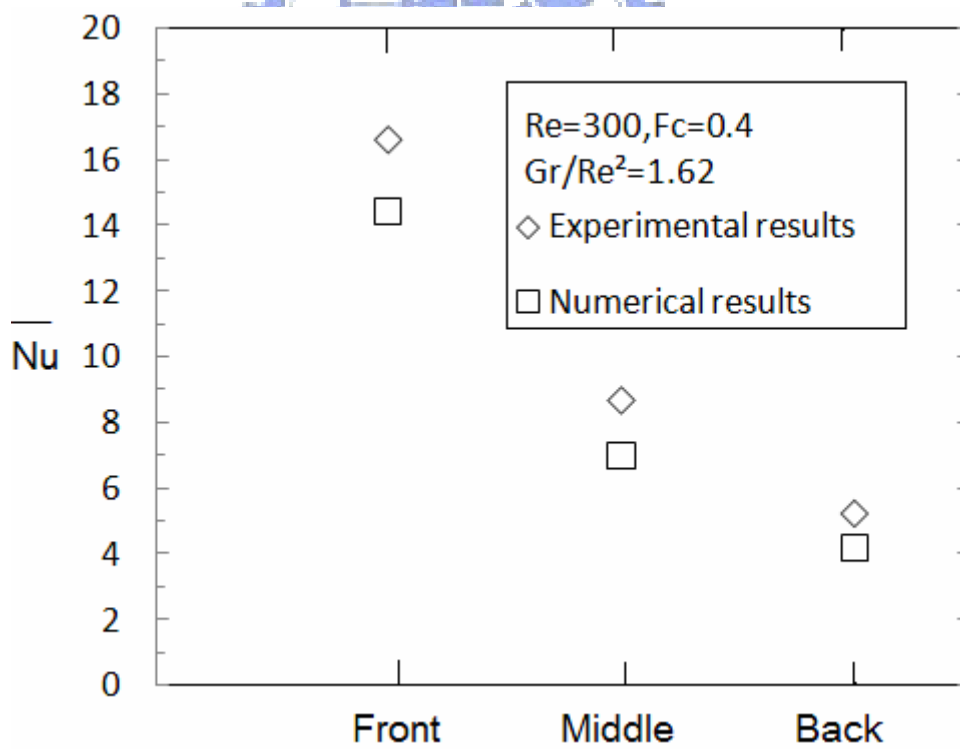 20
18
16
14
12
10
8
6
4
2
0
Nu
Re=300,Fc=0.4
Gr/Re²=1.62
Experimental results
Numerical results
Front Middle Back